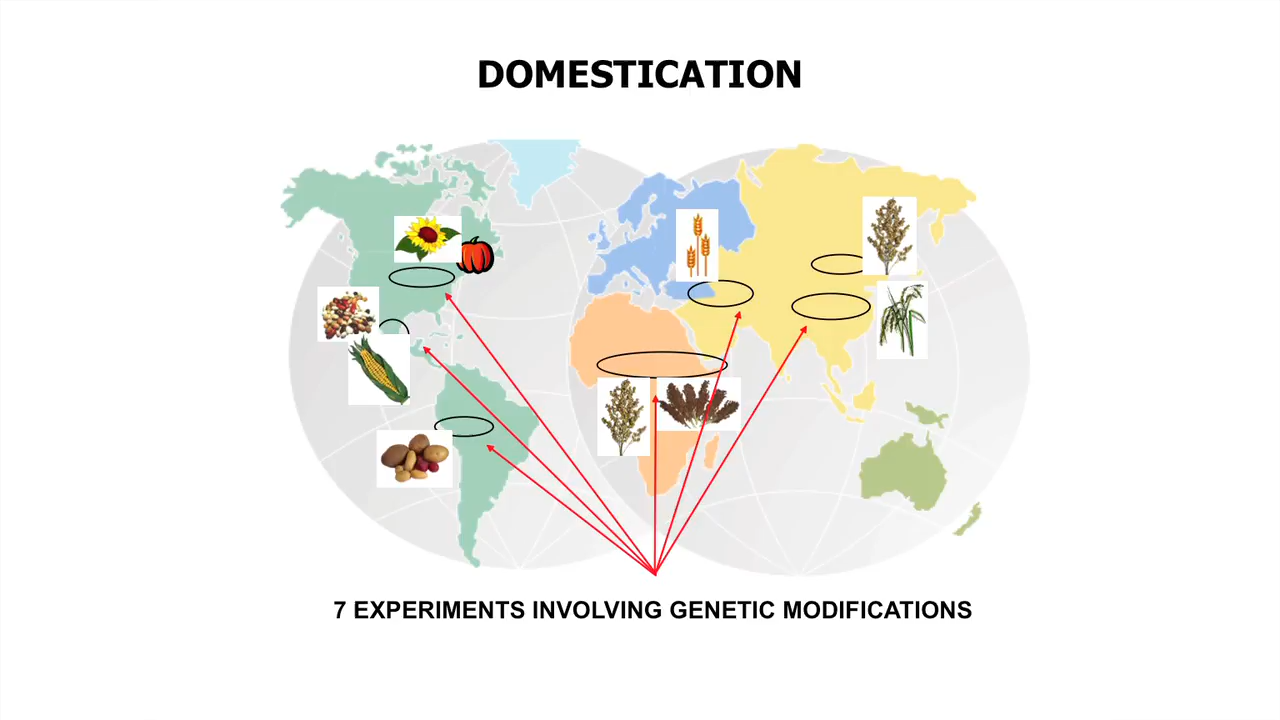 DOMESTICATION
7 EXPERIMENTS INVOLVING GENETIC MODIFICATIONS